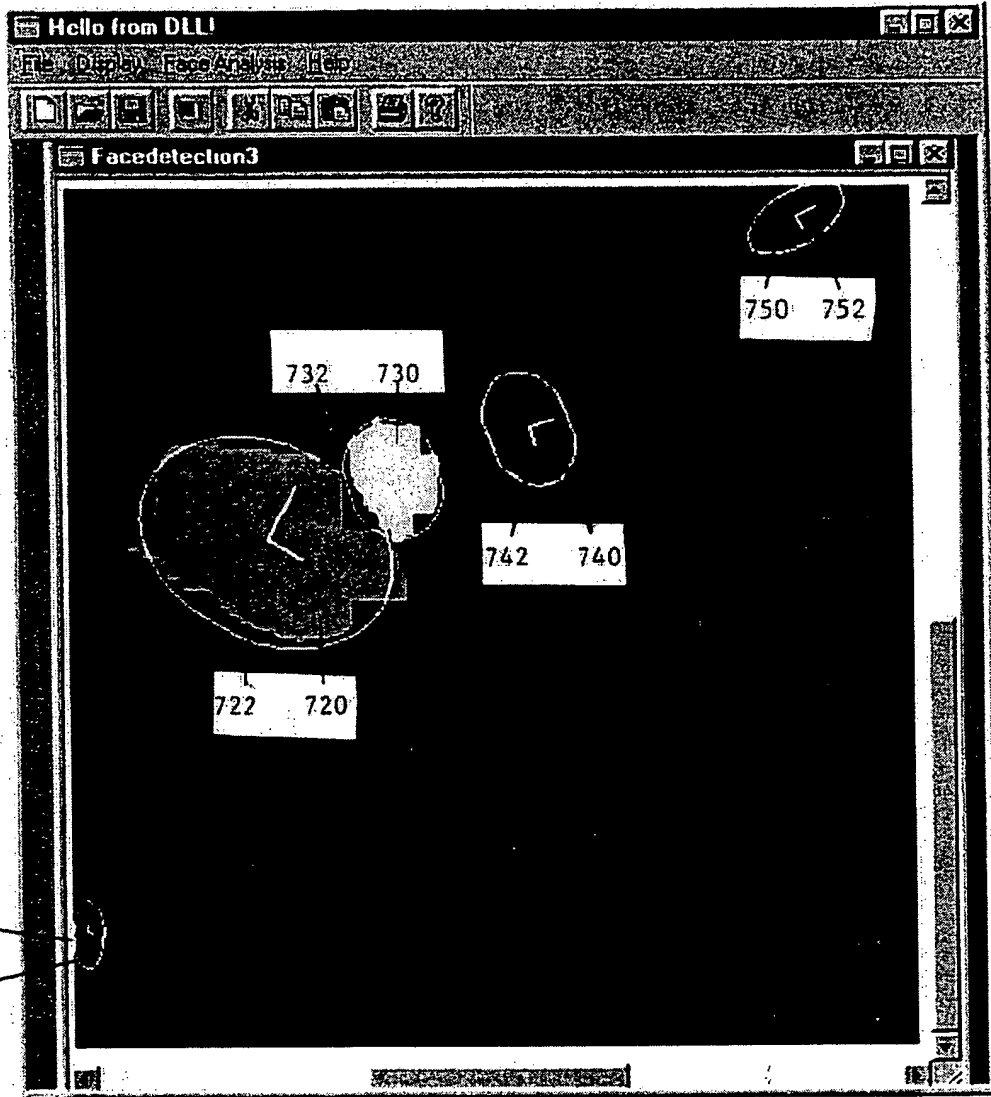 Hello from DLL!
File Display Face Analysis Help
Facedetection3
750 752
732 730
742 740
722 720